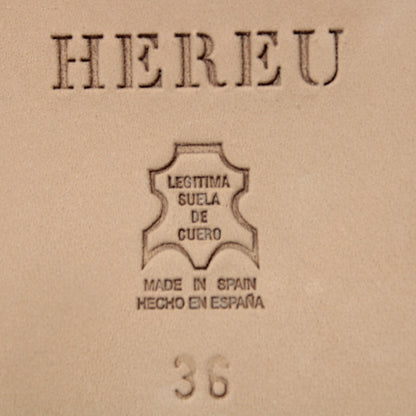 HEREU
LEGITIMA
SUELA
DE
CUERO
MADE IN SPAIN
HECHO EN ESPAÑA
36